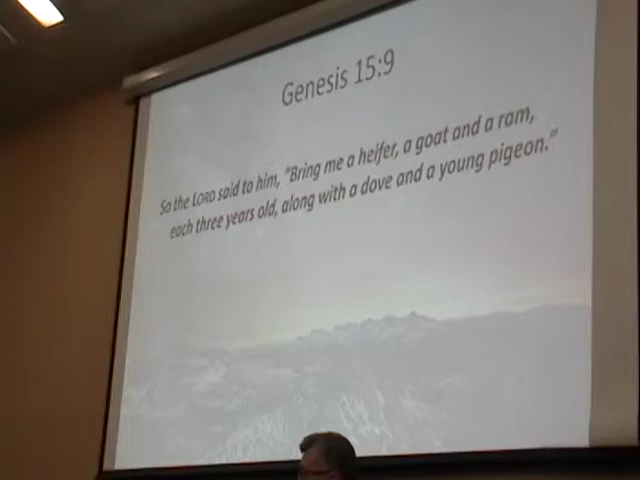 Genesis 15:9
So the LORD said to him, “Bring me a heifer, a goat and a ram,
each three years old, along with a dove and a young pigeon.”